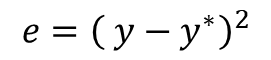 e = ( y − y*)²